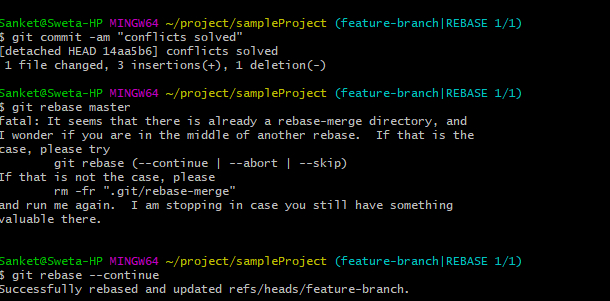 Sanket@Sweta-HP MINGW64 ~/project/sampleProject (feature-branch|REBASE 1/1)
$ git commit -am "conflicts solved"
[detached HEAD 14aa5b6] conflicts solved
 1 file changed, 3 insertions(+), 1 deletion(-)
Sanket@Sweta-HP MINGW64 ~/project/sampleProject (feature-branch|REBASE 1/1)
$ git rebase master
fatal: It seems that there is already a rebase-merge directory, and
I wonder if you are in the middle of another rebase.  If that is the
case, please try
        git rebase (--continue | --abort | --skip)
If that is not the case, please
        rm -fr ".git/rebase-merge"
and run me again.  I am stopping in case you still have something
valuable there.
Sanket@Sweta-HP MINGW64 ~/project/sampleProject (feature-branch|REBASE 1/1)
$ git rebase --continue
Successfully rebased and updated refs/heads/feature-branch.